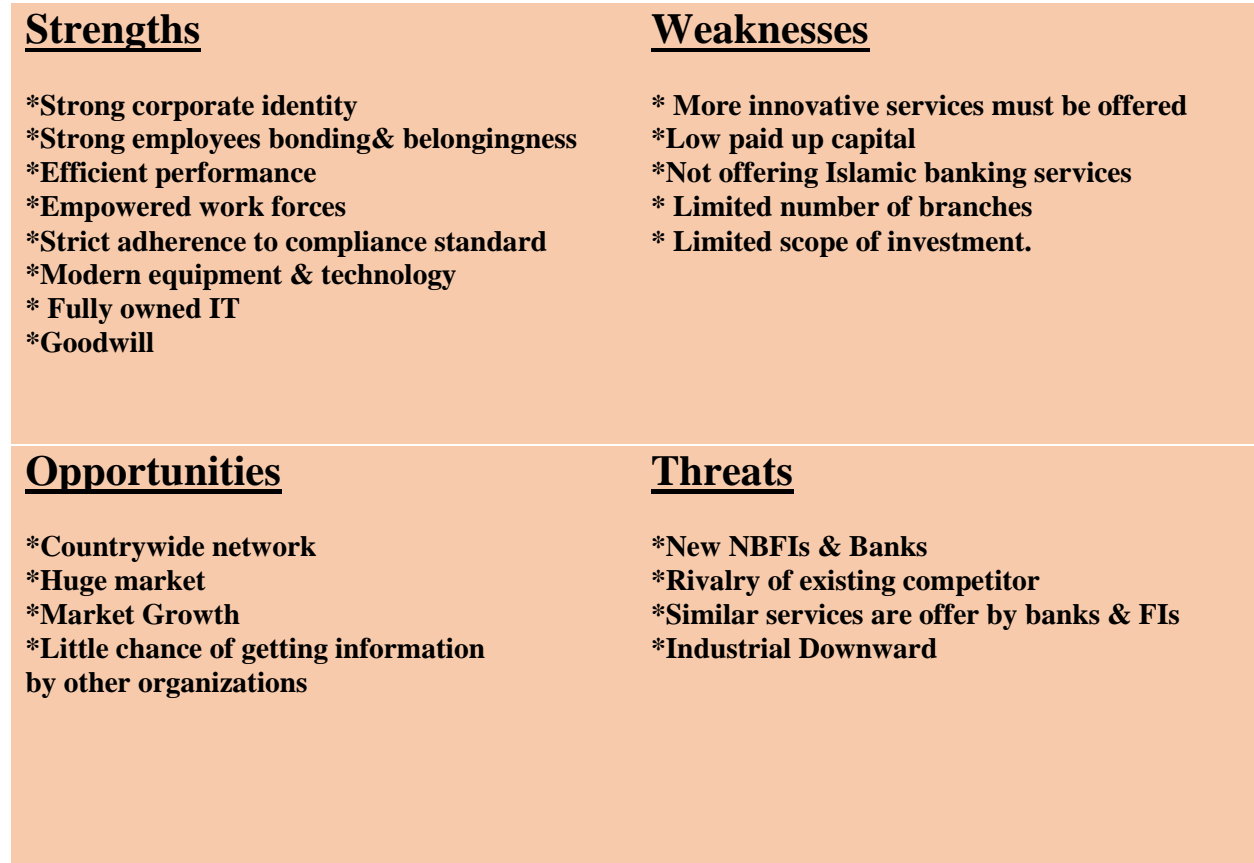 Strengths
*Strong corporate identity
*Strong employees bonding& belongingness
*Efficient performance
*Empowered work forces
*Strict adherence to compliance standard
*Modern equipment & technology
* Fully owned IT
*Goodwill
Weaknesses
* More innovative services must be offered
*Low paid up capital
*Not offering Islamic banking services
* Limited number of branches
* Limited scope of investment.
Opportunities
*Countrywide network
*Huge market
*Market Growth
*Little chance of getting information
by other organizations
Threats
*New NBFIs & Banks
*Rivalry of existing competitor
*Similar services are offer by banks & FIs
*Industrial Downward